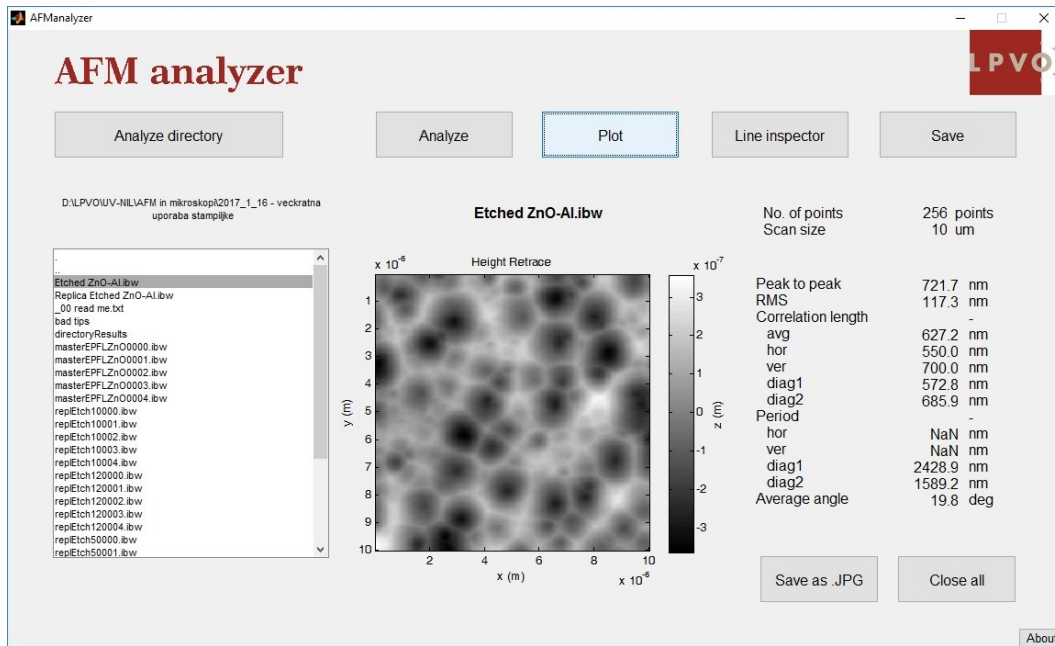 AFManalyzer
AFM analyzer
LPVO
Analyze directory
Analyze
Plot
Line inspector
Save
D:\LPVO\UV-NIL\AFM in mikroskopi\2017_1_16 - veckratna
uporaba stampiljke
.
..
Etched ZnO-Al.ibw
Replica Etched ZnO-Al.ibw
_00 read me.txt
bad tips
directoryResults
masterEPFLZnO0000.ibw
masterEPFLZnO0001.ibw
masterEPFLZnO0002.ibw
masterEPFLZnO0003.ibw
masterEPFLZnO0004.ibw
replEtch10000.ibw
replEtch10001.ibw
replEtch10002.ibw
replEtch10003.ibw
replEtch10004.ibw
replEtch120000.ibw
replEtch120001.ibw
replEtch120002.ibw
replEtch120003.ibw
replEtch120004.ibw
replEtch50000.ibw
replEtch50001.ibw
Etched ZnO-Al.ibw
x 10^-6
Height Retrace
x 10^-7
1
2
3
4
5
6
7
8
9
10
y (m)
2 4 6 8 10
x (m)
x 10^-6
3
2
1
0
-1
-2
-3
z (m)
No. of points 256 points
Scan size 10 um
Peak to peak 721.7 nm
RMS 117.3 nm
Correlation length -
avg 627.2 nm
hor 550.0 nm
ver 700.0 nm
diag1 572.8 nm
diag2 685.9 nm
Period -
hor NaN nm
ver NaN nm
diag1 2428.9 nm
diag2 1589.2 nm
Average angle 19.8 deg
Save as .JPG
Close all
About